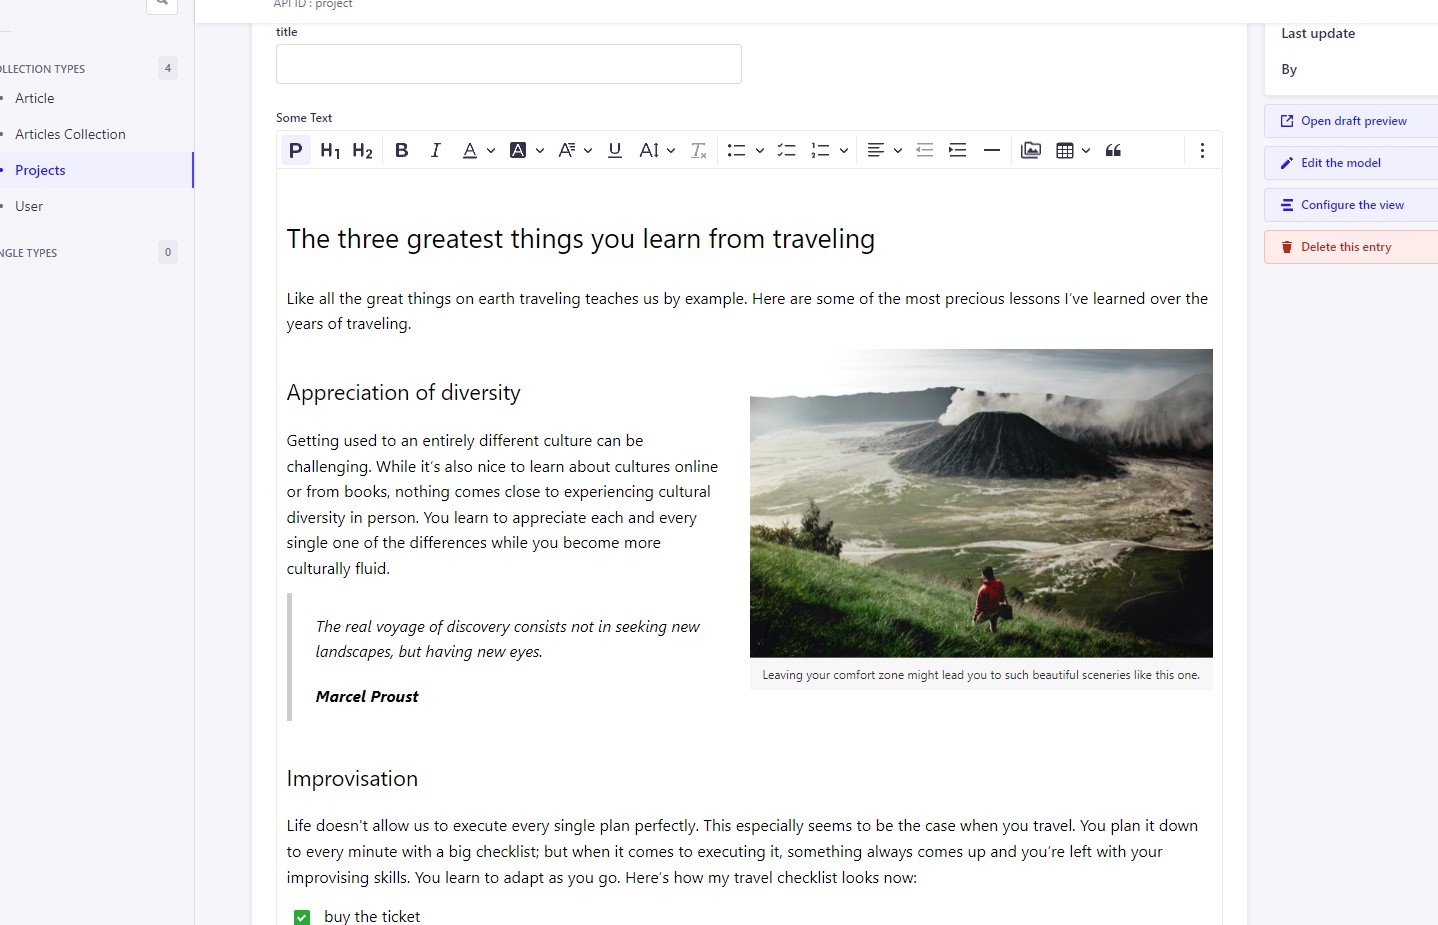 API ID : project
title
Some Text
P H1 H2 B I A A A U A Tx
OLLECTION TYPES 4
Article
Articles Collection
Projects
User
NGLE TYPES 0
The three greatest things you learn from traveling
Like all the great things on earth traveling teaches us by example. Here are some of the most precious lessons I’ve learned over the
years of traveling.
Appreciation of diversity
Getting used to an entirely different culture can be
challenging. While it’s also nice to learn about cultures online
or from books, nothing comes close to experiencing cultural
diversity in person. You learn to appreciate each and every
single one of the differences while you become more
culturally fluid.
The real voyage of discovery consists not in seeking new
landscapes, but having new eyes.
Marcel Proust
Leaving your comfort zone might lead you to such beautiful sceneries like this one.
Improvisation
Life doesn't allow us to execute every single plan perfectly. This especially seems to be the case when you travel. You plan it down
to every minute with a big checklist; but when it comes to executing it, something always comes up and you’re left with your
improvising skills. You learn to adapt as you go. Here’s how my travel checklist looks now:
buy the ticket
Last update
By
Open draft preview
Edit the model
Configure the view
Delete this entry